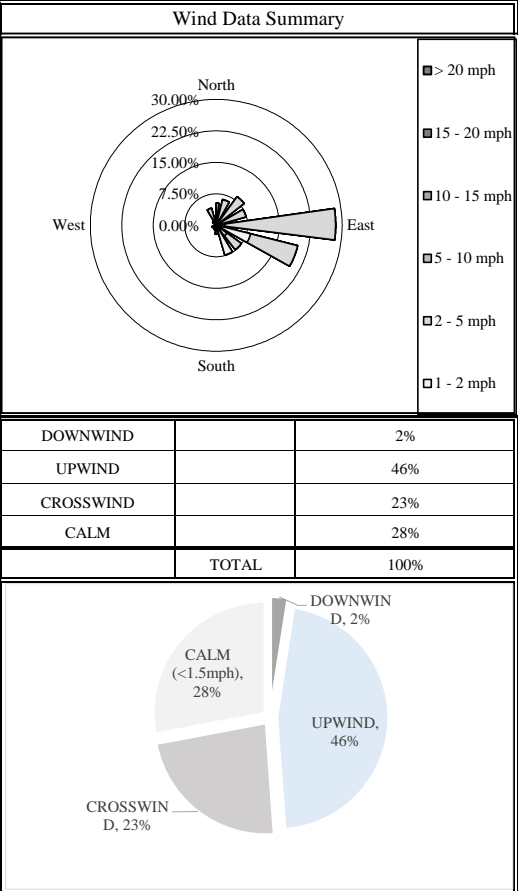 Wind Data Summary
North
30.00%
22.50%
15.00%
7.50%
0.00%
West
East
South
> 20 mph
15 - 20 mph
10 - 15 mph
5 - 10 mph
2 - 5 mph
1 - 2 mph
DOWNWIND 2%
UPWIND 46%
CROSSWIND 23%
CALM 28%
TOTAL 100%
DOWNWIN
D, 2%
CALM
(<1.5mph),
28%
UPWIND,
46%
CROSSWIN
D, 23%